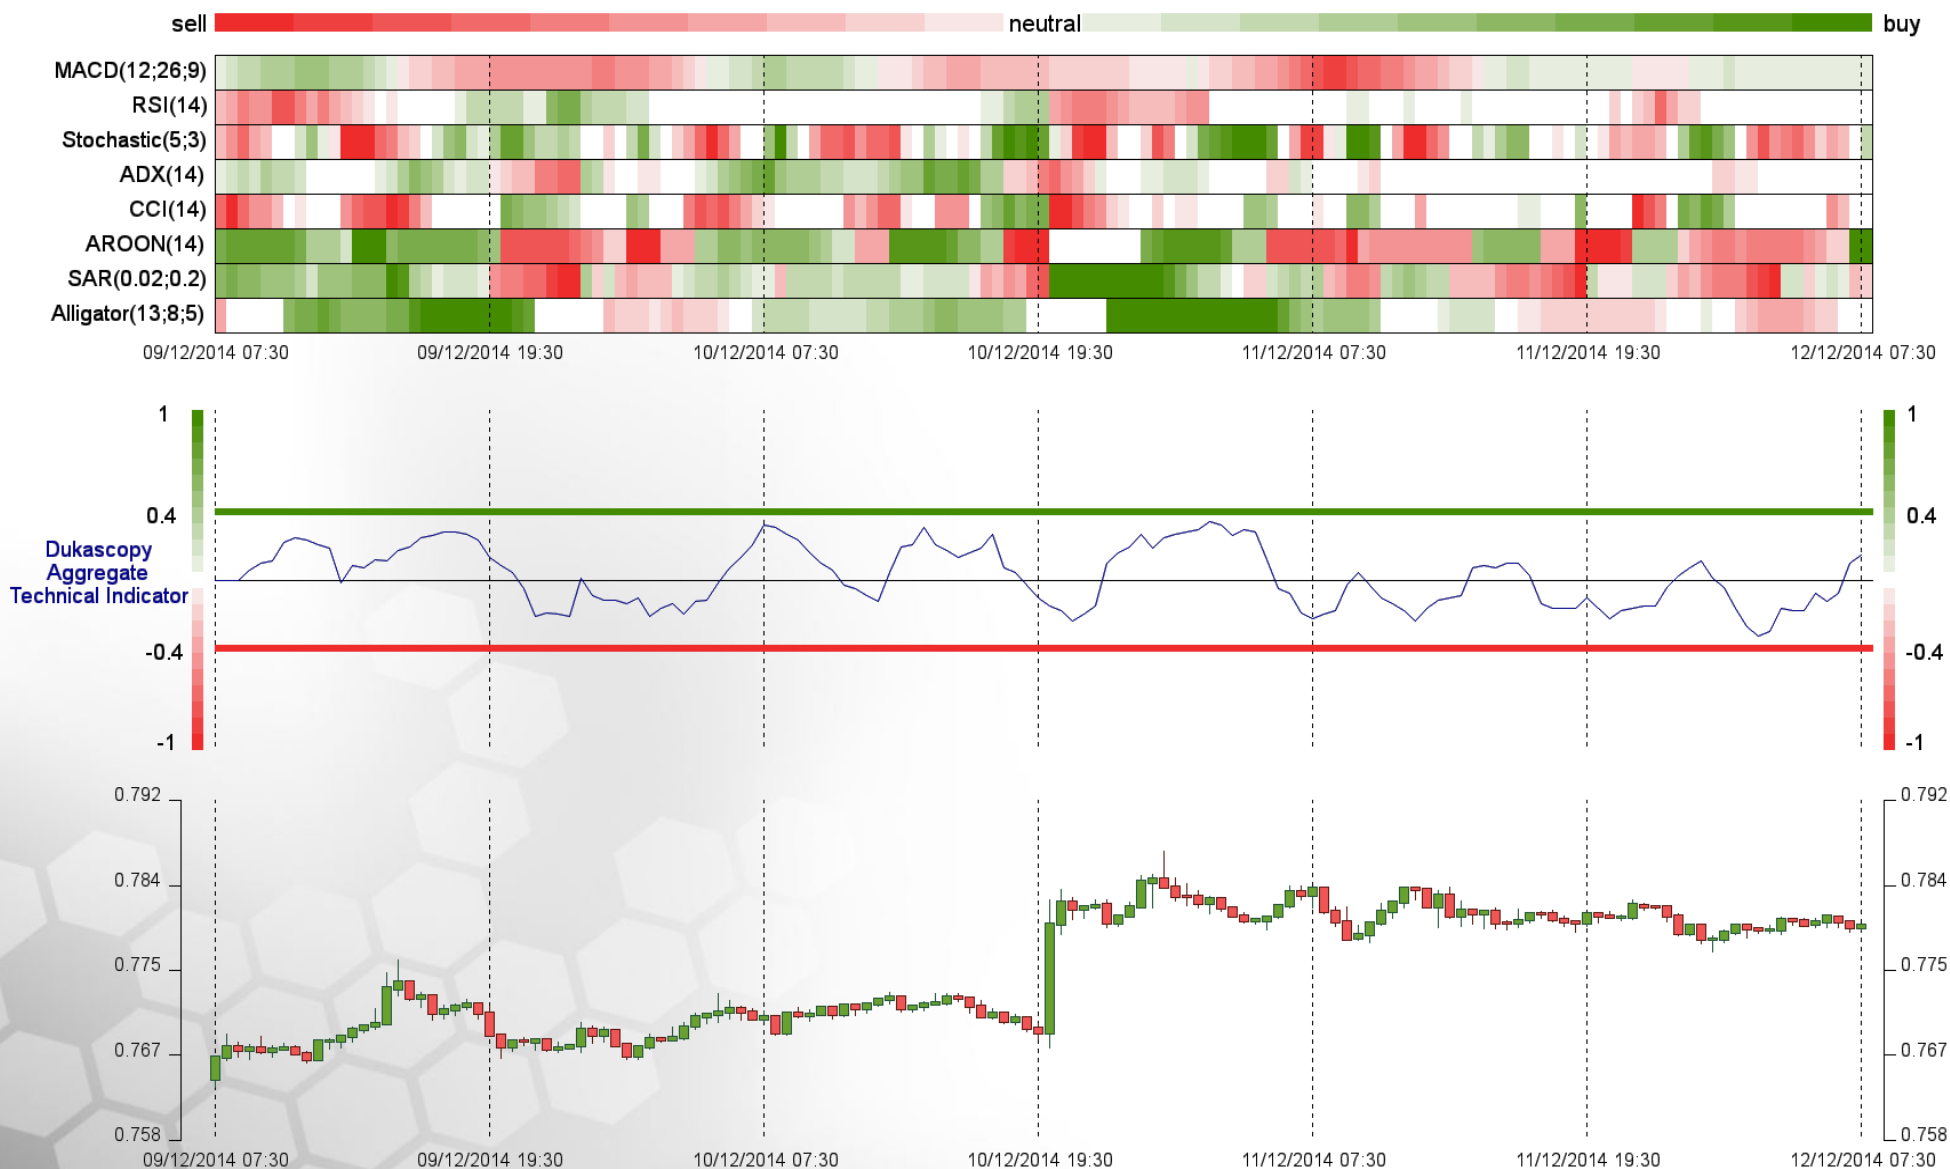 sell neutral buy
MACD(12;26;9)
RSI(14)
Stochastic(5;3)
ADX(14)
CCI(14)
AROON(14)
SAR(0.02;0.2)
Alligator(13;8;5)
09/12/2014 07:30 09/12/2014 19:30 10/12/2014 07:30 10/12/2014 19:30 11/12/2014 07:30 11/12/2014 19:30 12/12/2014 07:30
1 1
0.4 0.4
Dukascopy
Aggregate
Technical Indicator
-0.4 -0.4
-1 -1
0.792 0.792
0.784 0.784
0.775 0.775
0.767 0.767
0.758 0.758
09/12/2014 07:30 09/12/2014 19:30 10/12/2014 07:30 10/12/2014 19:30 11/12/2014 07:30 11/12/2014 19:30 12/12/2014 07:30